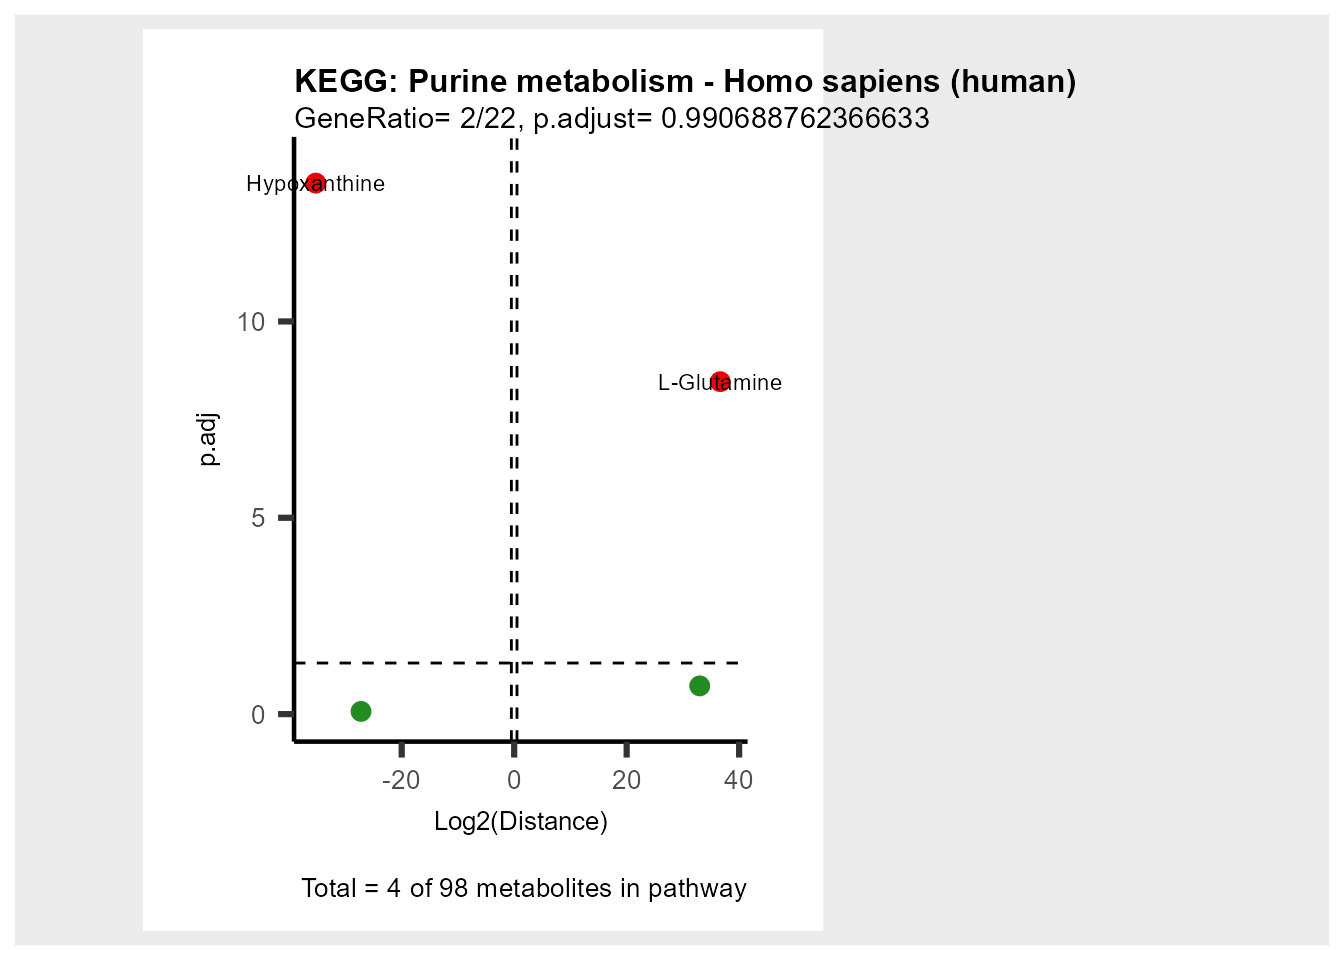 KEGG: Purine metabolism - Homo sapiens (human)
GeneRatio= 2/22, p.adjust= 0.990688762366633
Hypoxanthine
10
L-Glutamine
p.adj
5
0
-20 0 20 40
Log2(Distance)
Total = 4 of 98 metabolites in pathway